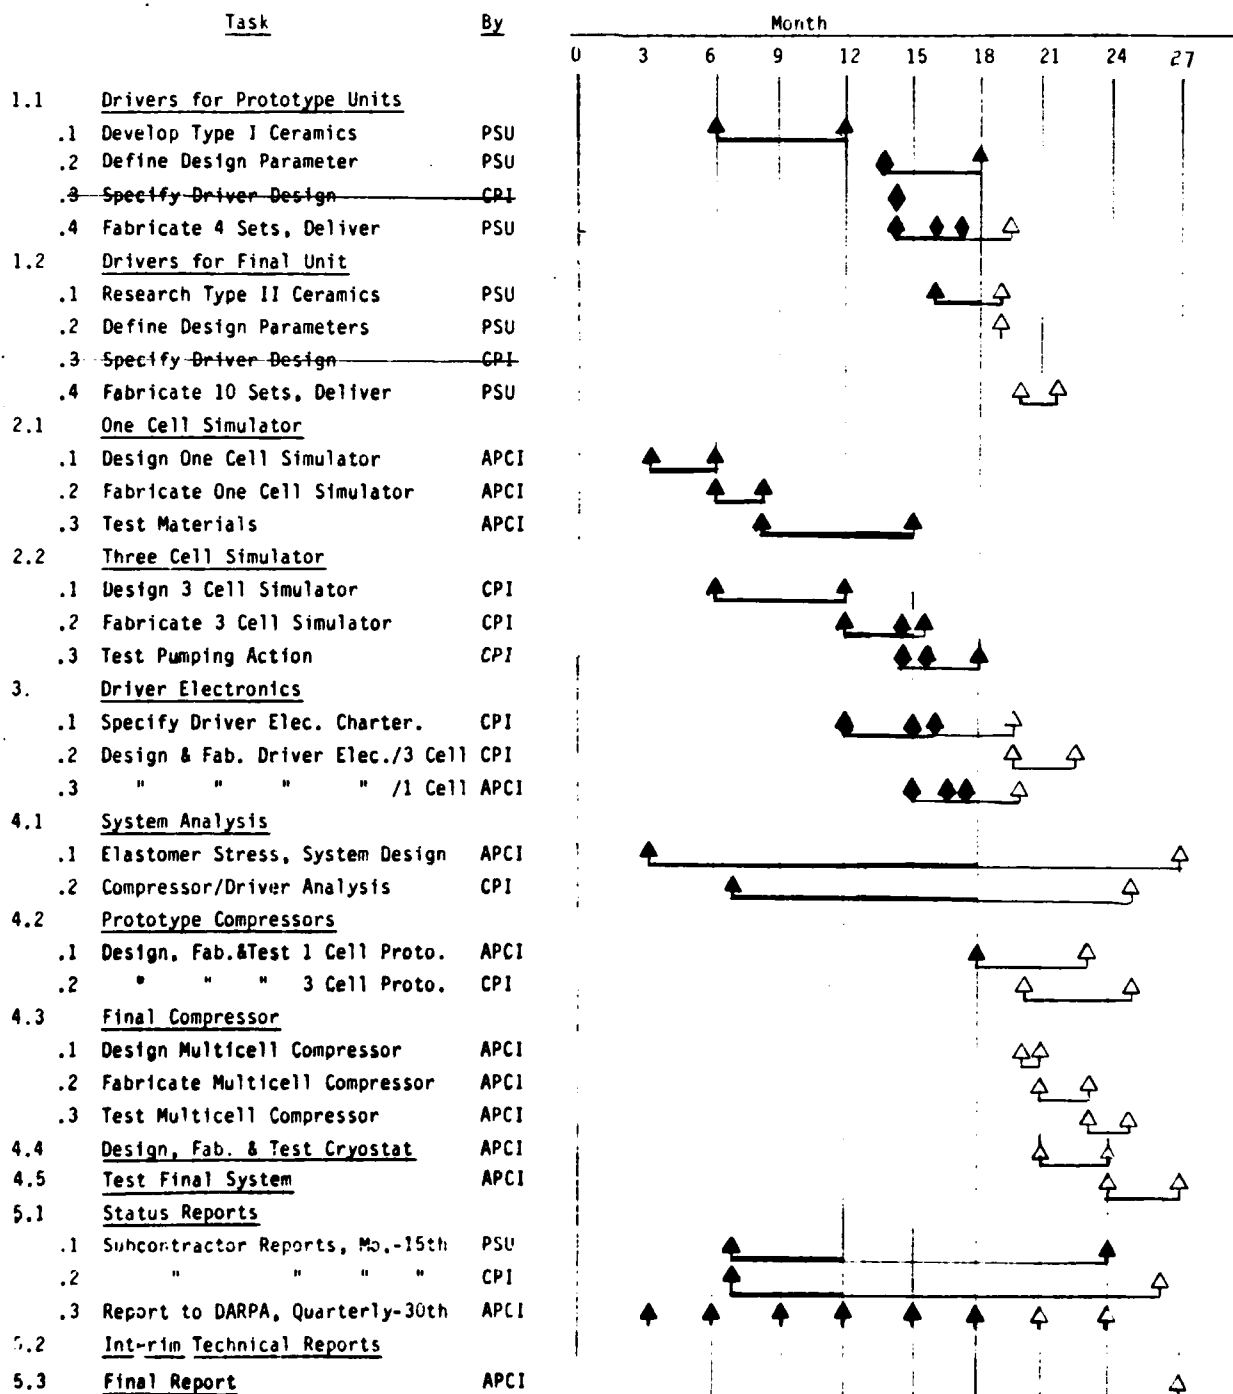 Task By Month
0 3 6 9 12 15 18 21 24 27
1.1 Drivers for Prototype Units
.1 Develop Type I Ceramics PSU
.2 Define Design Parameter PSU
.3 Specify Driver Design CPI
.4 Fabricate 4 Sets, Deliver PSU
1.2 Drivers for Final Unit
.1 Research Type II Ceramics PSU
.2 Define Design Parameters PSU
.3 Specify Driver Design CPI
.4 Fabricate 10 Sets, Deliver PSU
2.1 One Cell Simulator
.1 Design One Cell Simulator APCI
.2 Fabricate One Cell Simulator APCI
.3 Test Materials APCI
2.2 Three Cell Simulator
.1 Design 3 Cell Simulator CPI
.2 Fabricate 3 Cell Simulator CPI
.3 Test Pumping Action CPI
3. Driver Electronics
.1 Specify Driver Elec. Charter. CPI
.2 Design & Fab. Driver Elec./3 Cell CPI
.3 " " " " /1 Cell APCI
4.1 System Analysis
.1 Elastomer Stress, System Design APCI
.2 Compressor/Driver Analysis CPI
4.2 Prototype Compressors
.1 Design, Fab.&Test 1 Cell Proto. APCI
.2 " " " 3 Cell Proto. CPI
4.3 Final Compressor
.1 Design Multicell Compressor APCI
.2 Fabricate Multicell Compressor APCI
.3 Test Multicell Compressor APCI
4.4 Design, Fab. & Test Cryostat APCI
4.5 Test Final System APCI
5.1 Status Reports
.1 Subcontractor Reports, Mo.-15th PSU
.2 " " " " CPI
.3 Report to DARPA, Quarterly-30th APCI
5.2 Interim Technical Reports
5.3 Final Report APCI